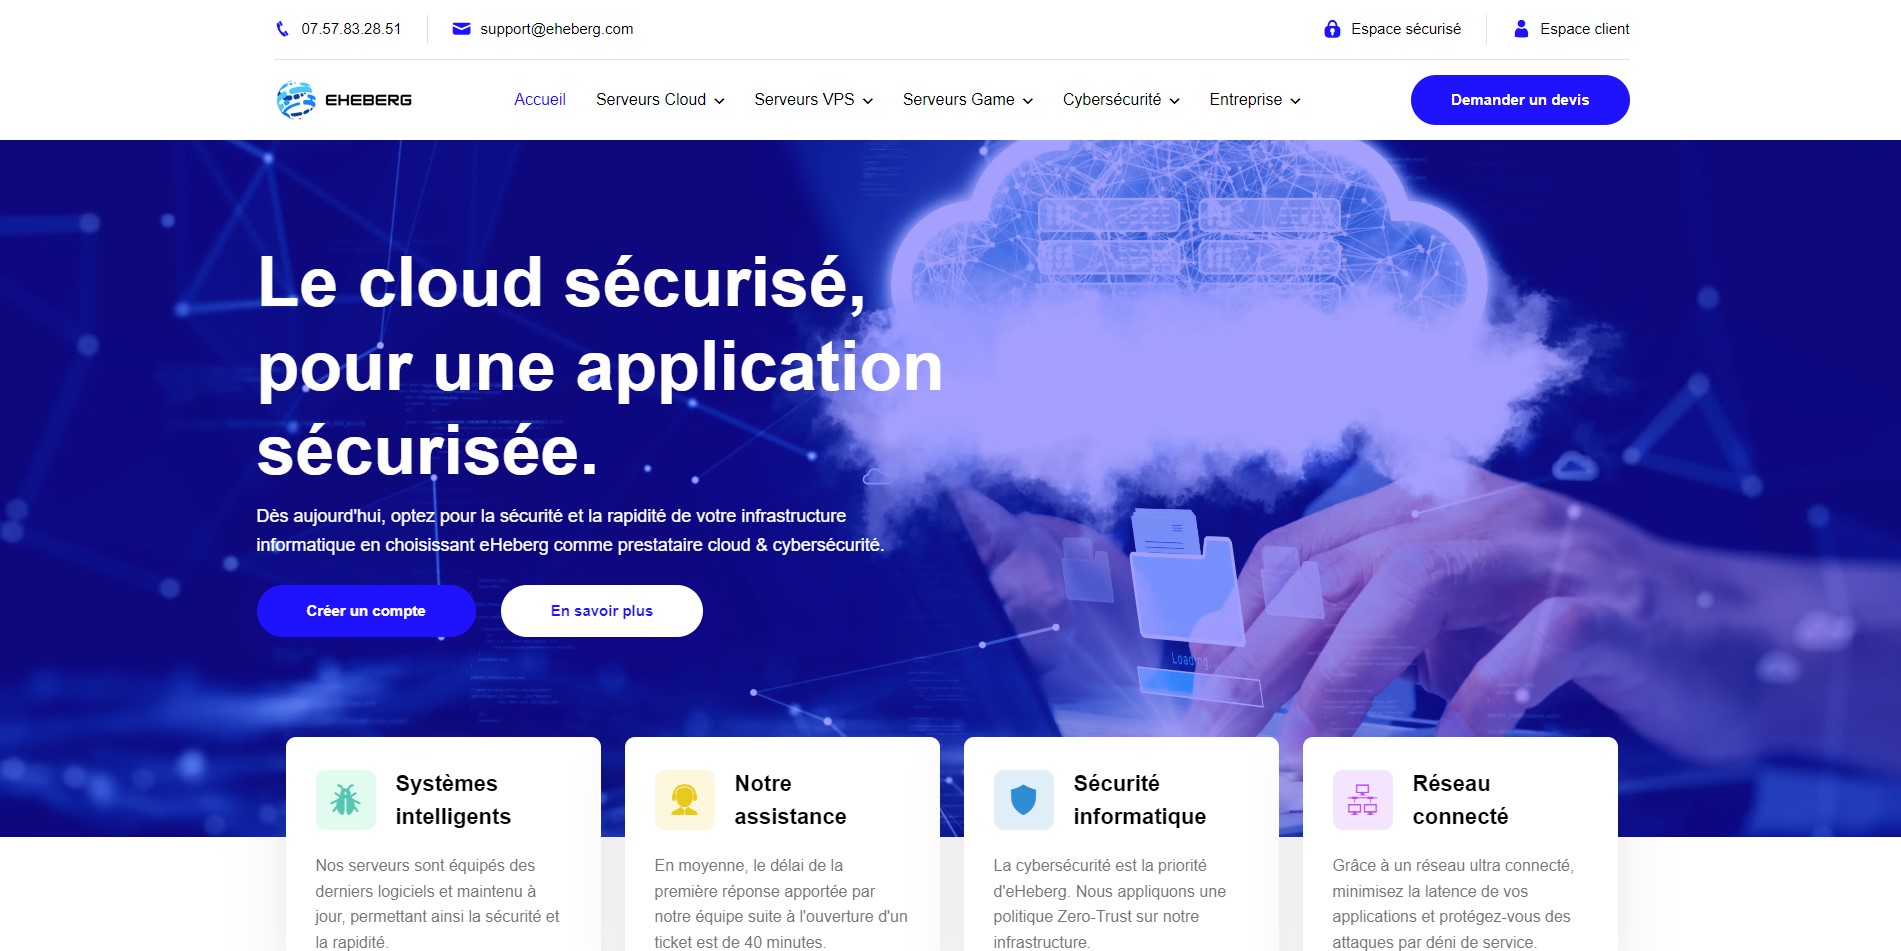 07.57.83.28.51
support@eheberg.com
Espace sécurisé
Espace client
EHEBERG
Accueil
Serveurs Cloud
Serveurs VPS
Serveurs Game
Cybersécurité
Entreprise
Demander un devis
Le cloud sécurisé,
pour une application
sécurisée.
Dès aujourd'hui, optez pour la sécurité et la rapidité de votre infrastructure
informatique en choisissant eHeberg comme prestataire cloud & cybersécurité.
Créer un compte
En savoir plus
Loading
Systèmes
intelligents
Nos serveurs sont équipés des
derniers logiciels et maintenu à
jour, permettant ainsi la sécurité et
la rapidité.
Notre
assistance
En moyenne, le délai de la
première réponse apportée par
notre équipe suite à l'ouverture d'un
ticket est de 40 minutes.
Sécurité
informatique
La cybersécurité est la priorité
d'eHeberg. Nous appliquons une
politique Zero-Trust sur notre
infrastructure.
Réseau
connecté
Grâce à un réseau ultra connecté,
minimisez la latence de vos
applications et protégez-vous des
attaques par déni de service.